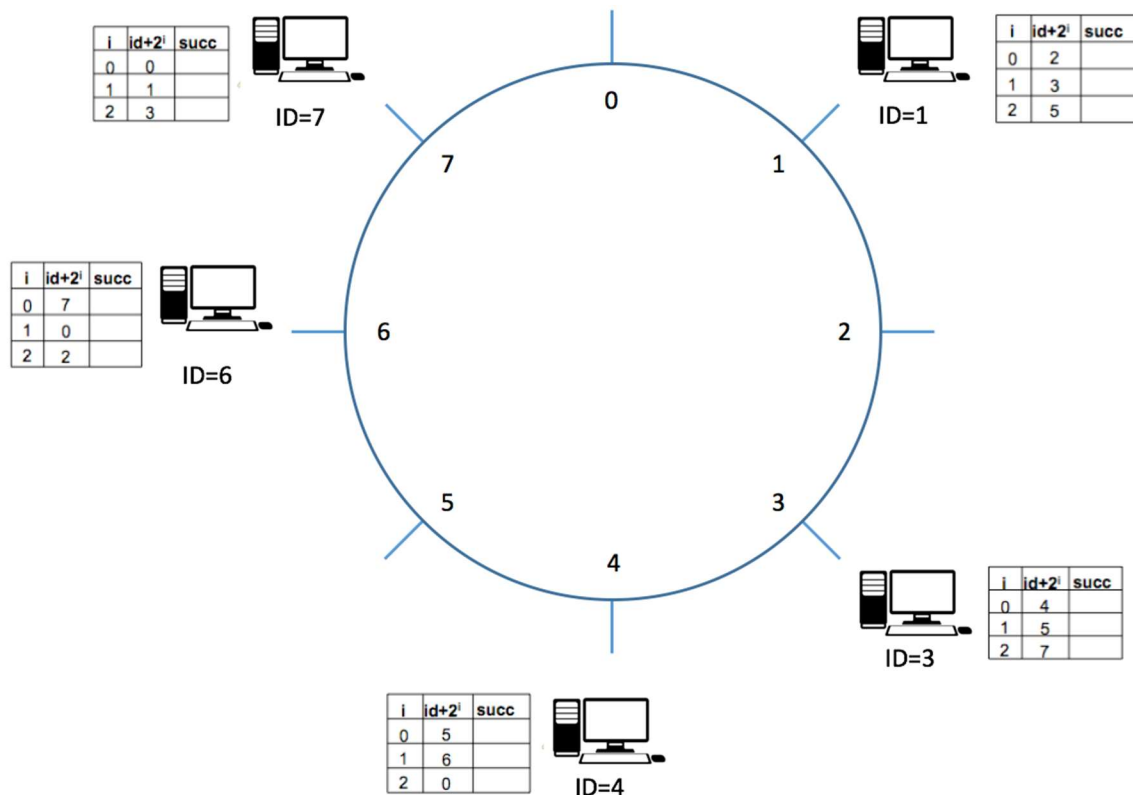 i id+2ⁱ succ
0 0
1 1
2 3
ID=7
i id+2ⁱ succ
0 2
1 3
2 5
ID=1
0
7
1
i id+2ⁱ succ
0 7
1 0
2 2
ID=6
6
2
5
3
4
i id+2ⁱ succ
0 4
1 5
2 7
ID=3
i id+2ⁱ succ
0 5
1 6
2 0
ID=4